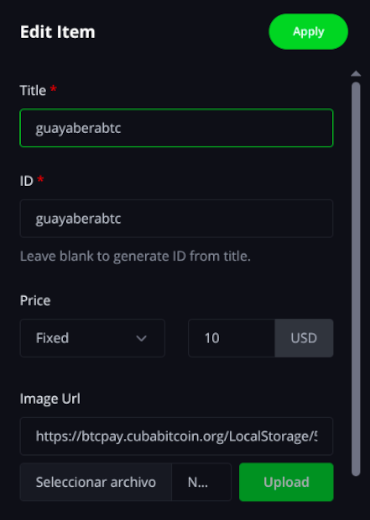 Edit Item
Apply
Title *
guayaberabtc
ID *
guayaberabtc
Leave blank to generate ID from title.
Price
Fixed
10
USD
Image Url
https://btcpay.cubabitcoin.org/LocalStorage/
Seleccionar archivo
N...
Upload